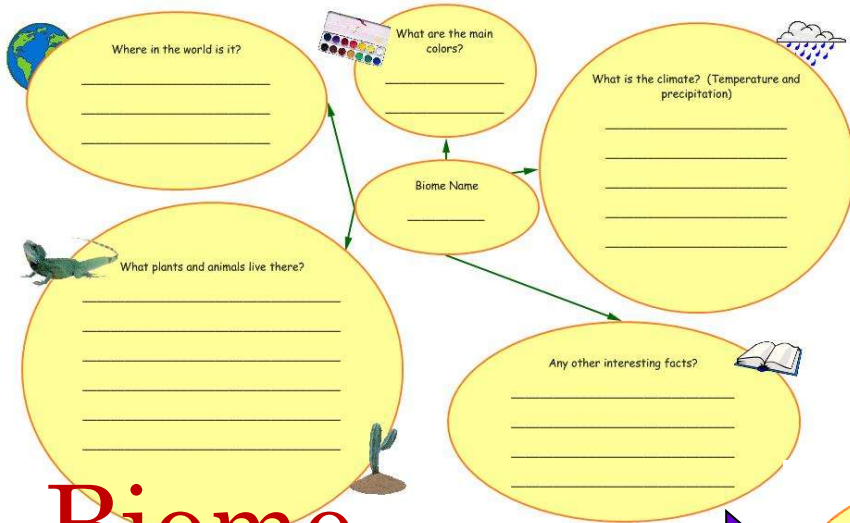 Where in the world is it?
What are the main
colors?
What is the climate? (Temperature and
precipitation)
Biome Name
What plants and animals live there?
Any other interesting facts?
Biome